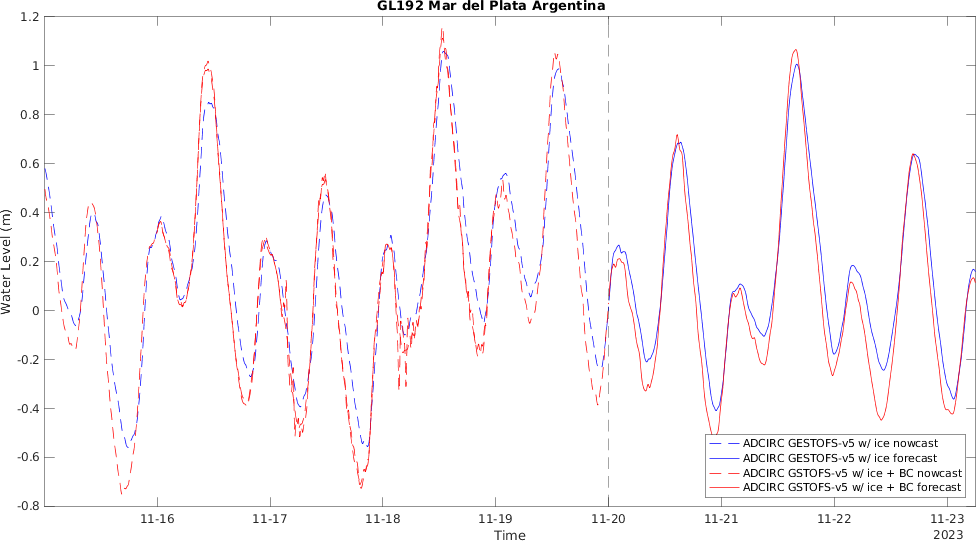 GL192 Mar del Plata Argentina
1.2
1
0.8
0.6
0.4
0.2
0
-0.2
-0.4
-0.6
-0.8
Water Level (m)
11-16
11-17
11-18
11-19
11-20
11-21
11-22
11-23
Time
2023
ADCIRC GESTOFS-v5 w/ ice nowcast
ADCIRC GESTOFS-v5 w/ ice forecast
ADCIRC GSTOFS-v5 w/ ice + BC nowcast
ADCIRC GSTOFS-v5 w/ ice + BC forecast